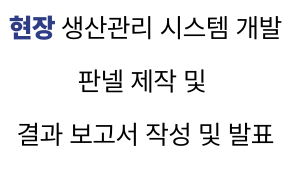 현장 생산관리 시스템 개발
판넬 제작 및
결과 보고서 작성 및 발표